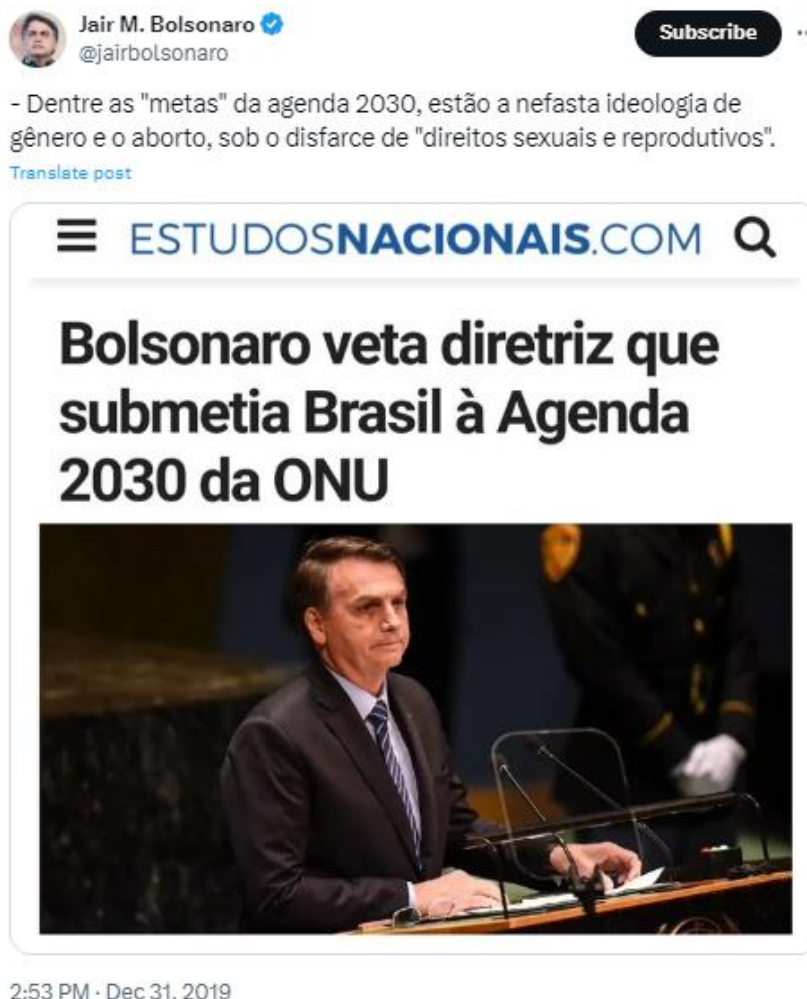 Jair M. Bolsonaro
Subscribe
@jairbolsonaro
- Dentre as "metas" da agenda 2030, estão a nefasta ideologia de
gênero e o aborto, sob o disfarce de "direitos sexuais e reprodutivos".
Translate post
ESTUDOSNACIONAIS.COM
Bolsonaro veta diretriz que
submetia Brasil à Agenda
2030 da ONU
2:53 PM · Dec 31, 2019